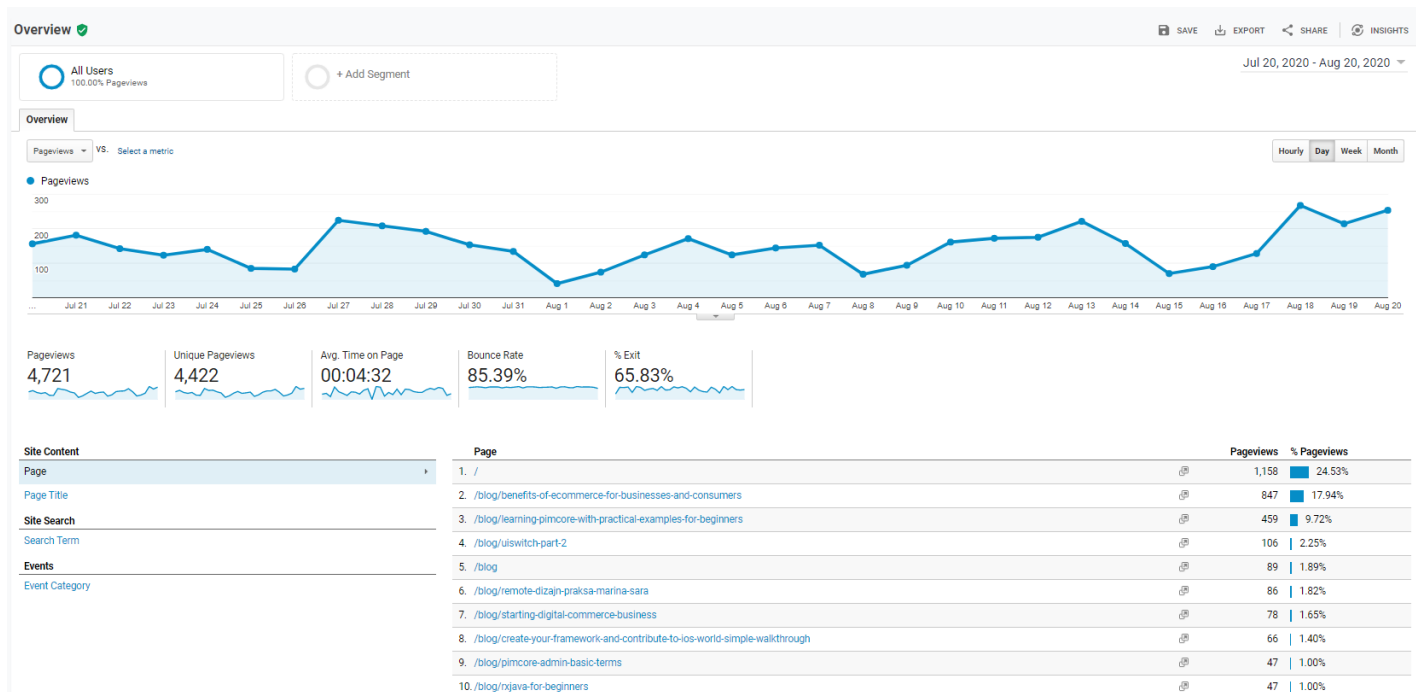 Overview
SAVE EXPORT SHARE INSIGHTS
All Users
100.00% Pageviews
+ Add Segment
Jul 20, 2020 - Aug 20, 2020
Overview
Pageviews VS. Select a metric
Hourly Day Week Month
Pageviews
300
200
100
... Jul 21 Jul 22 Jul 23 Jul 24 Jul 25 Jul 26 Jul 27 Jul 28 Jul 29 Jul 30 Jul 31 Aug 1 Aug 2 Aug 3 Aug 4 Aug 5 Aug 6 Aug 7 Aug 8 Aug 9 Aug 10 Aug 11 Aug 12 Aug 13 Aug 14 Aug 15 Aug 16 Aug 17 Aug 18 Aug 19 Aug 20
Pageviews
4,721
Unique Pageviews
4,422
Avg. Time on Page
00:04:32
Bounce Rate
85.39%
% Exit
65.83%
Site Content
Page
Page Title
Site Search
Search Term
Events
Event Category
Page Pageviews % Pageviews
1. / 1,158 24.53%
2. /blog/benefits-of-ecommerce-for-businesses-and-consumers 847 17.94%
3. /blog/learning-pimcore-with-practical-examples-for-beginners 459 9.72%
4. /blog/uiswitch-part-2 106 2.25%
5. /blog 89 1.89%
6. /blog/remote-dizajn-praksa-marina-sara 86 1.82%
7. /blog/starting-digital-commerce-business 78 1.65%
8. /blog/create-your-framework-and-contribute-to-ios-world-simple-walkthrough 66 1.40%
9. /blog/pimcore-admin-basic-terms 47 1.00%
10. /blog/rxjava-for-beginners 47 1.00%